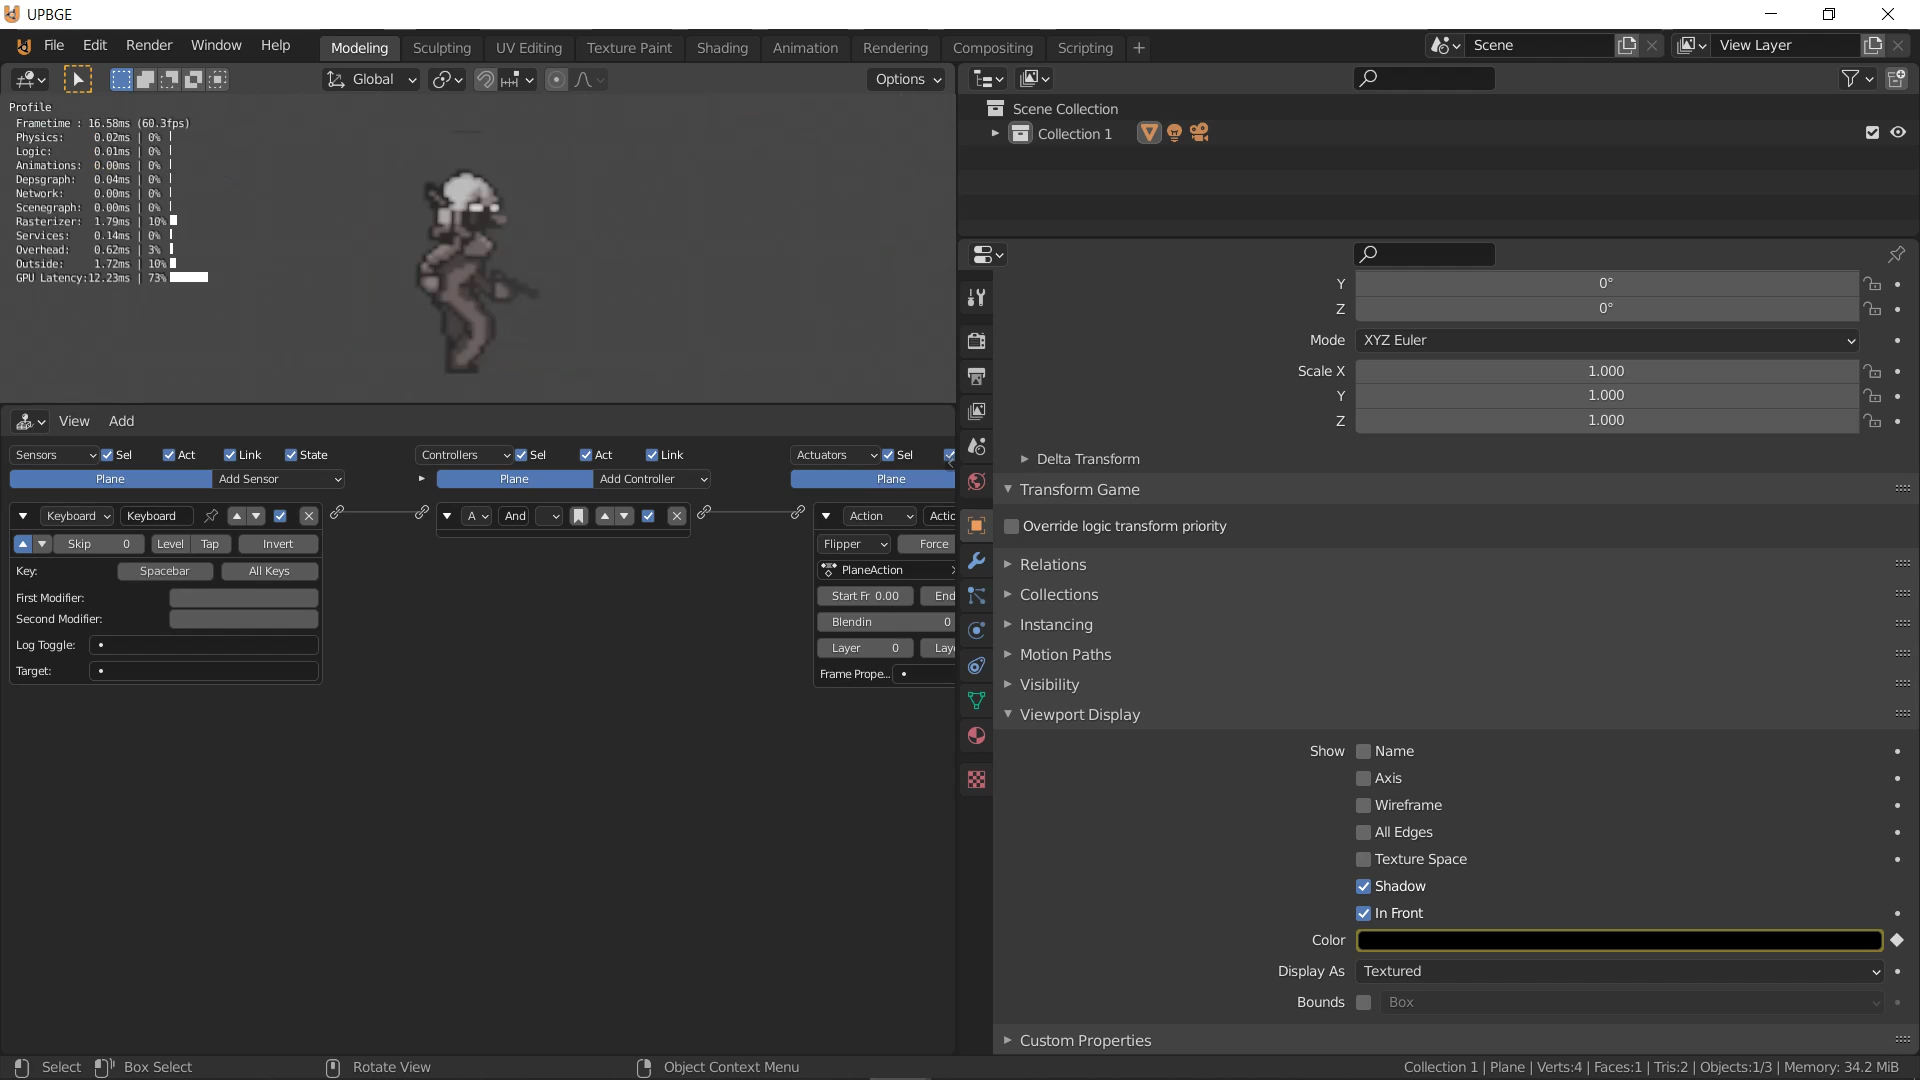 UPBGE
File Edit Render Window Help Modeling Sculpting UV Editing Texture Paint Shading Animation Rendering Compositing Scripting + Scene View Layer
Global Options
Profile
Frametime : 16.58ms (60.3fps)
Physics: 0.02ms | 0%
Logic: 0.01ms | 0%
Animations: 0.00ms | 0%
Depsgraph: 0.04ms | 0%
Network: 0.00ms | 0%
Scenegraph: 0.00ms | 0%
Rasterizer: 1.79ms | 10%
Services: 0.14ms | 0%
Overhead: 0.62ms | 3%
Outside: 1.72ms | 10%
GPU Latency:12.23ms | 73%
View Add
Sensors Sel Act Link State Controllers Sel Act Link Actuators Sel
Plane Add Sensor Plane Add Controller Plane
Keyboard Keyboard A And Action Actic
Skip 0 Level Tap Invert Flipper Force
Key: Spacebar All Keys PlaneAction
First Modifier: Start Fr 0.00 End
Second Modifier: Blendin 0
Log Toggle: Layer 0 Laye
Target: Frame Prope...
Scene Collection
Collection 1
Y 0°
Z 0°
Mode XYZ Euler
Scale X 1.000
Y 1.000
Z 1.000
Delta Transform
Transform Game
Override logic transform priority
Relations
Collections
Instancing
Motion Paths
Visibility
Viewport Display
Show Name
Axis
Wireframe
All Edges
Texture Space
Shadow
In Front
Color
Display As Textured
Bounds Box
Custom Properties
Select Box Select Rotate View Object Context Menu Collection 1 | Plane | Verts:4 | Faces:1 | Tris:2 | Objects:1/3 | Memory: 34.2 MiB